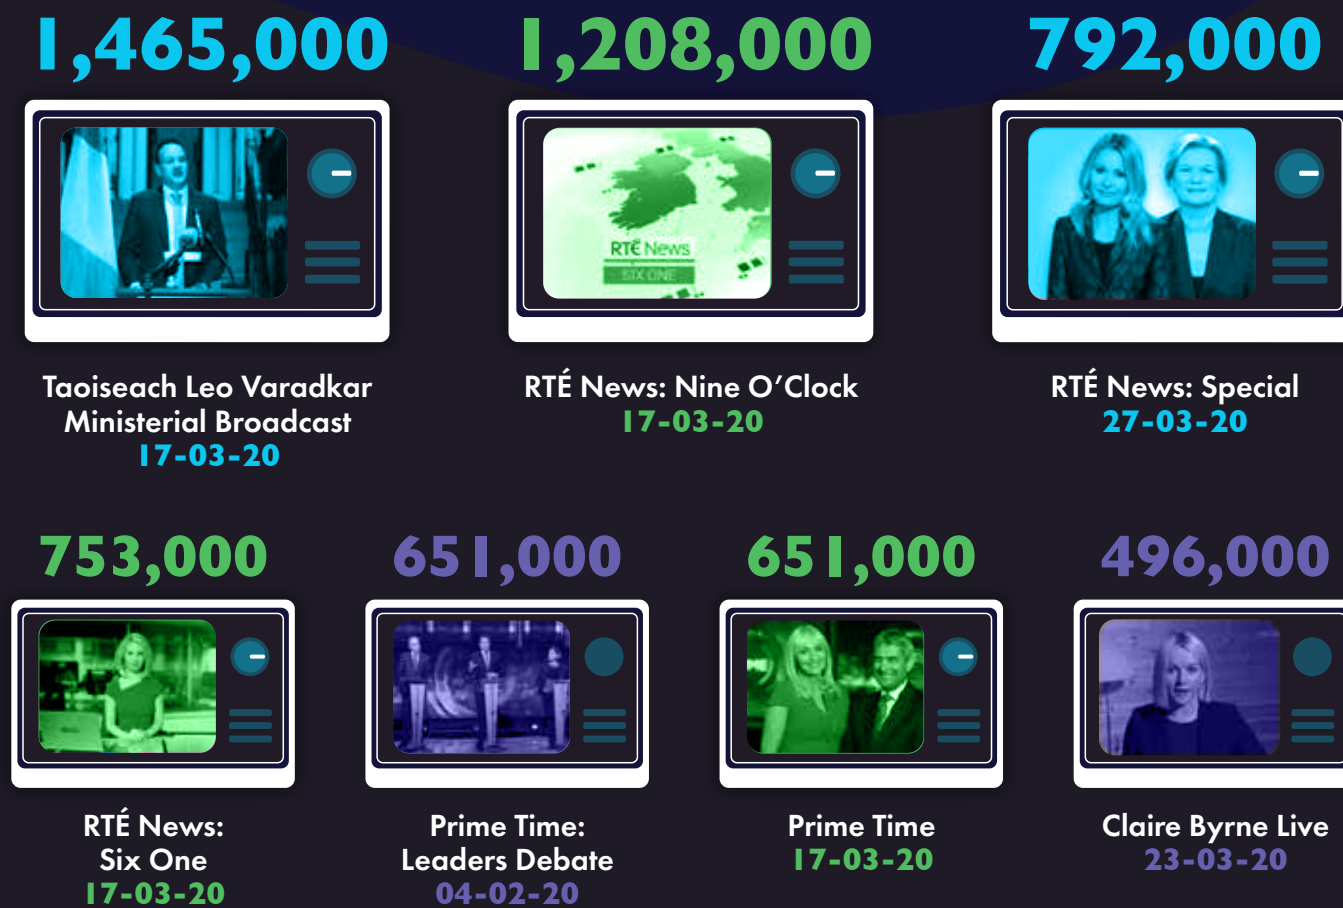 1,465,000
1,208,000
792,000
RTÉ News
SIX ONE
Taoiseach Leo Varadkar
Ministerial Broadcast
17-03-20
RTÉ News: Nine O’Clock
17-03-20
RTÉ News: Special
27-03-20
753,000
651,000
651,000
496,000
RTÉ News:
Six One
17-03-20
Prime Time:
Leaders Debate
04-02-20
Prime Time
17-03-20
Claire Byrne Live
23-03-20